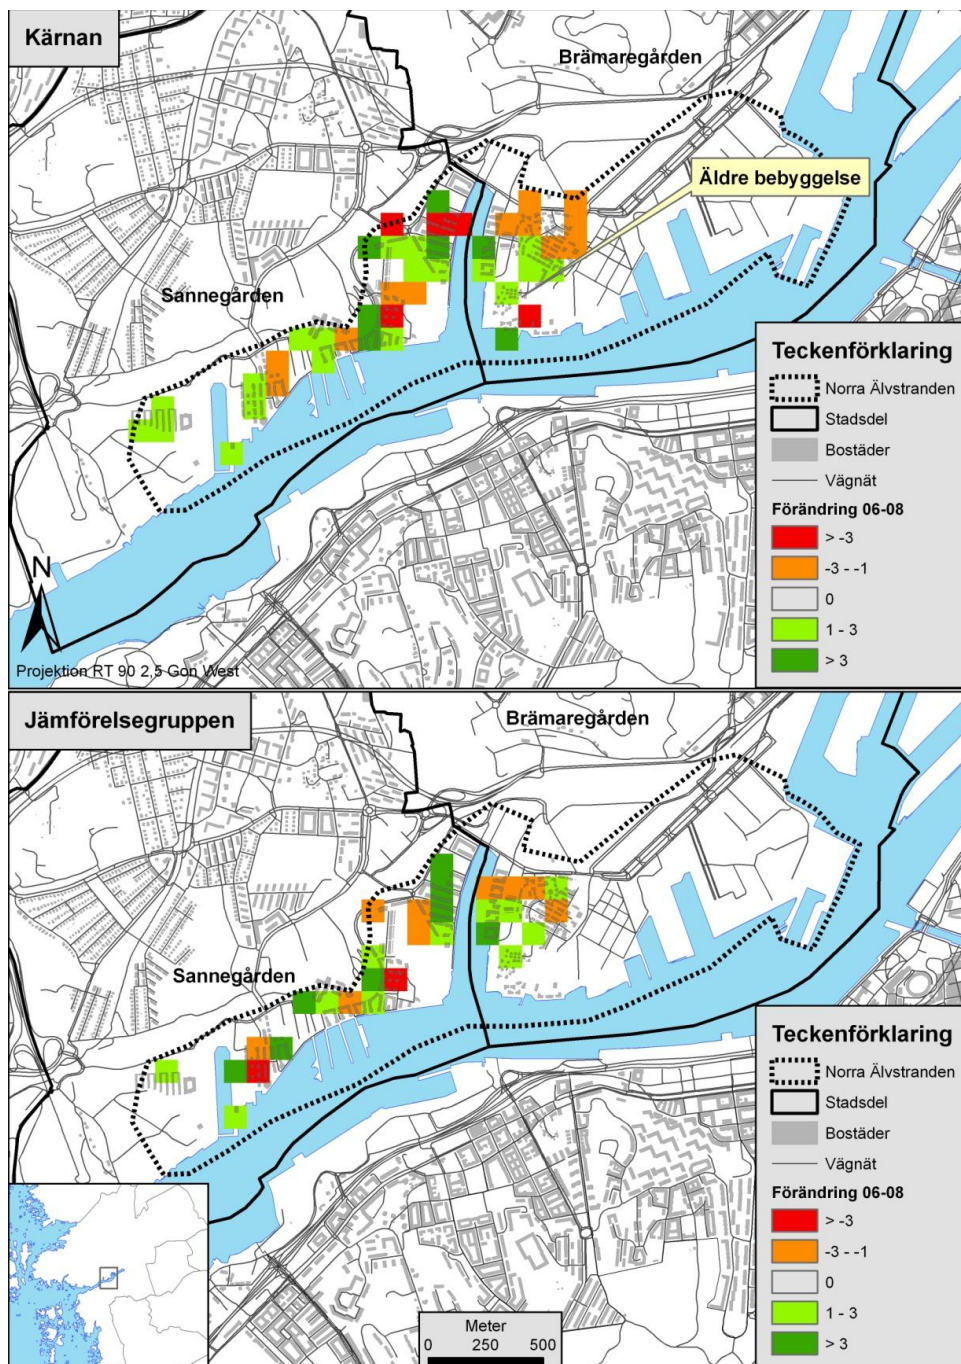 Kärnan
Brämaregården
Äldre bebyggelse
Sannegården
Teckenförklaring
Norra Älvstranden
Stadsdel
Bostäder
Vägnät
Förändring 06-08
> -3
-3 - -1
0
1 - 3
> 3
N
Projektion RT 90 2,5 Gon West
Jämförelsegruppen
Brämaregården
Sannegården
Teckenförklaring
Norra Älvstranden
Stadsdel
Bostäder
Vägnät
Förändring 06-08
> -3
-3 - -1
0
1 - 3
> 3
Meter
0 250 500